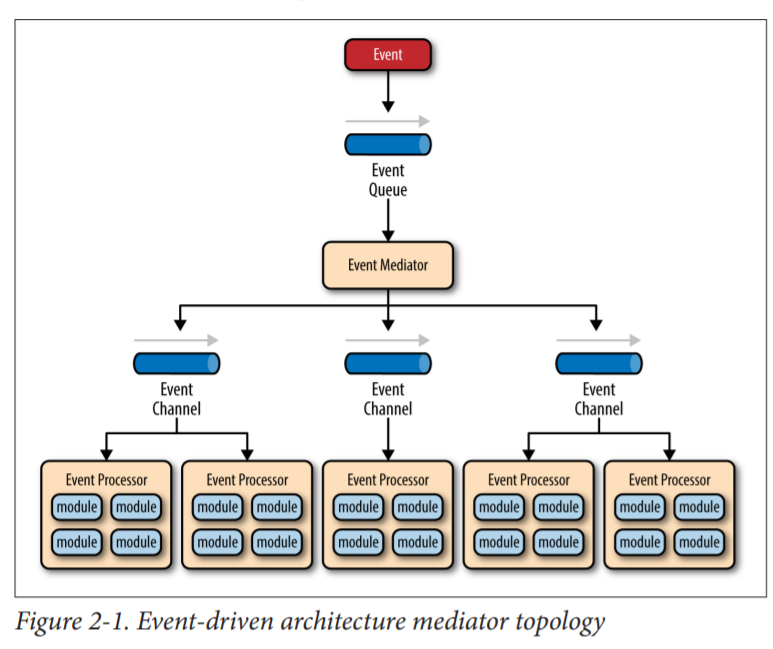 Event
Event
Queue
Event Mediator
Event
Channel
Event
Channel
Event
Channel
Event Processor
module module
module module
Event Processor
module module
module module
Event Processor
module module
module module
Event Processor
module module
module module
Event Processor
module module
module module
Figure 2-1. Event-driven architecture mediator topology